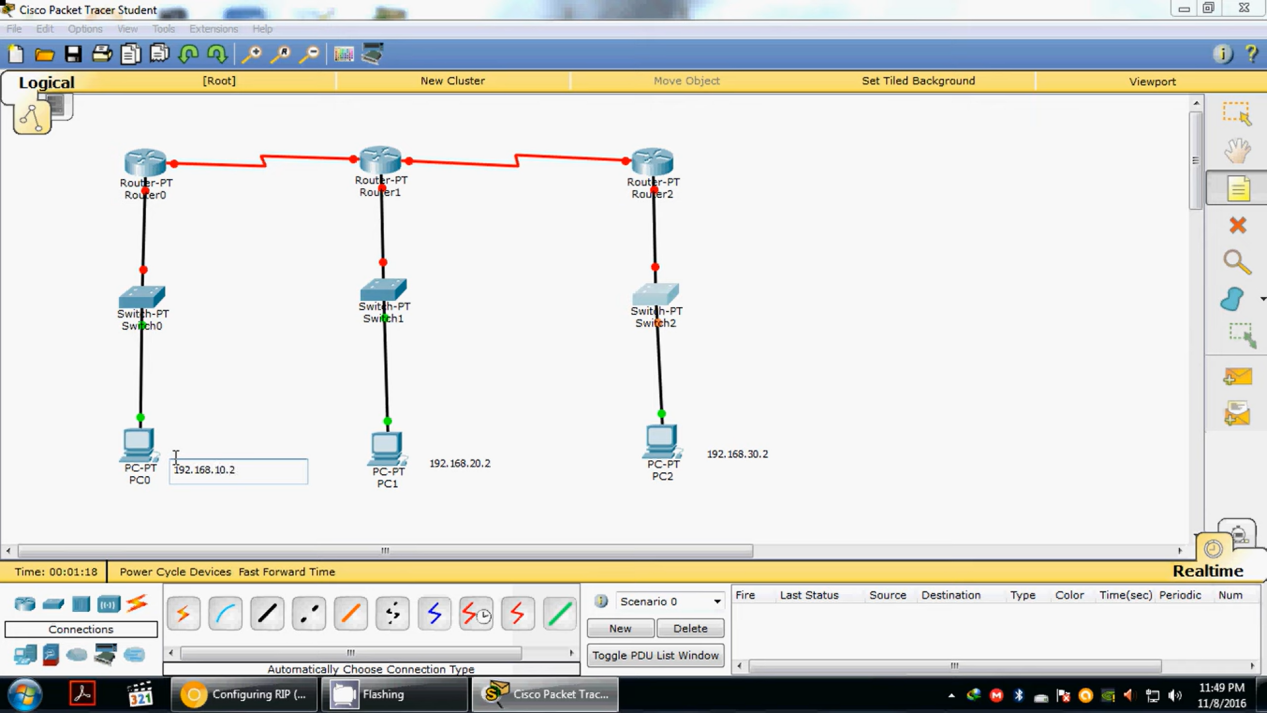 Cisco Packet Tracer Student
File Edit Options View Tools Extensions Help
Logical [Root] New Cluster Move Object Set Tiled Background Viewport
Router-PT
Router0
Router-PT
Router1
Router-PT
Router2
Switch-PT
Switch0
Switch-PT
Switch1
Switch-PT
Switch2
PC-PT
PC0
192.168.10.2
PC-PT
PC1
192.168.20.2
PC-PT
PC2
192.168.30.2
Realtime
Time: 00:01:18 Power Cycle Devices Fast Forward Time
Connections
Automatically Choose Connection Type
Scenario 0
New Delete
Toggle PDU List Window
Fire Last Status Source Destination Type Color Time(sec) Periodic Num
321
Configuring RIP (...
Flashing
Cisco Packet Trac...
11:49 PM
11/8/2016